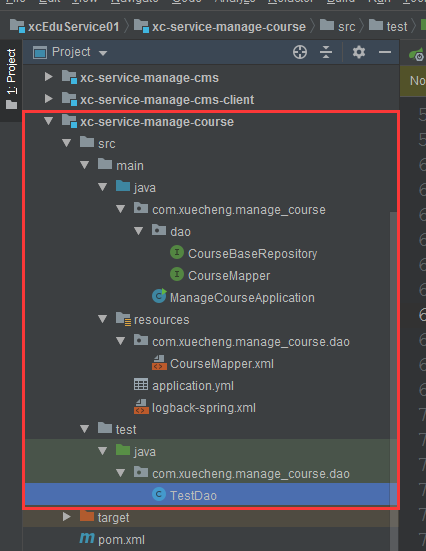 xcEduService01 xc-service-manage-course src test
Project
No
1: Project
xc-service-manage-cms
xc-service-manage-cms-client
xc-service-manage-course
src
main
java
com.xuecheng.manage_course
dao
CourseBaseRepository
CourseMapper
ManageCourseApplication
resources
com.xuecheng.manage_course.dao
CourseMapper.xml
application.yml
logback-spring.xml
test
java
com.xuecheng.manage_course.dao
TestDao
target
pom.xml